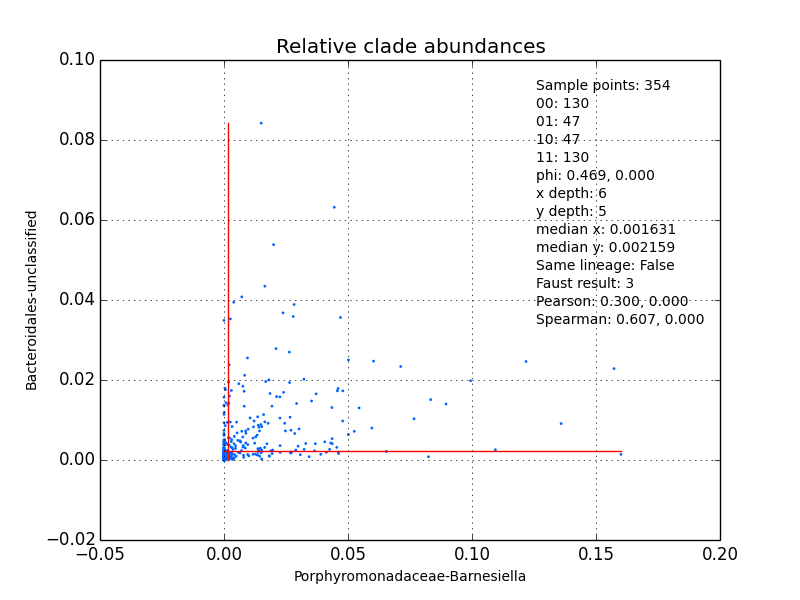 Relative clade abundances
Sample points: 354
00: 130
01: 47
10: 47
11: 130
phi: 0.469, 0.000
x depth: 6
y depth: 5
median x: 0.001631
median y: 0.002159
Same lineage: False
Faust result: 3
Pearson: 0.300, 0.000
Spearman: 0.607, 0.000
Bacteroidales-unclassified
0.10
0.08
0.06
0.04
0.02
0.00
−0.02
−0.05
0.00
0.05
0.10
0.15
0.20
Porphyromonadaceae-Barnesiella